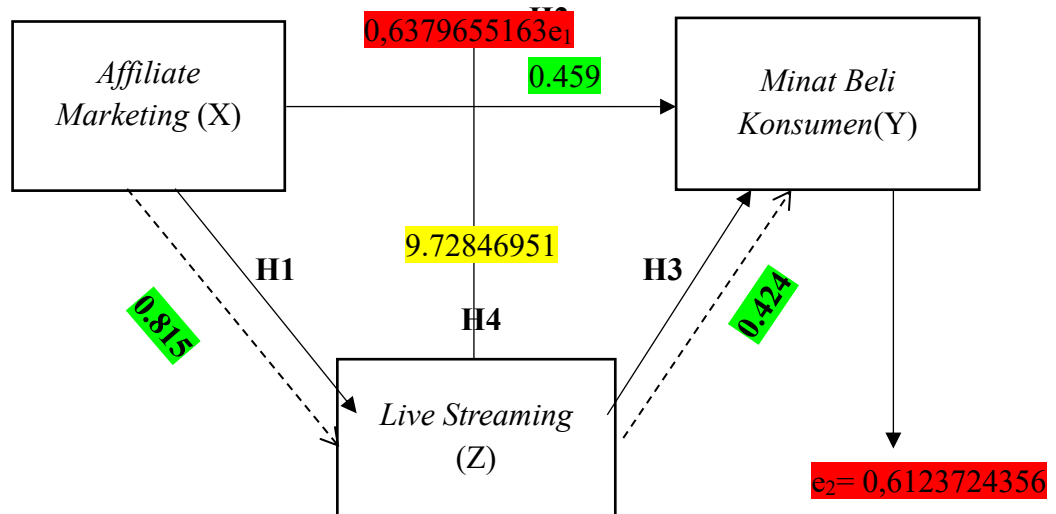 0,6379655163e₁
Affiliate
Marketing (X)
0.459
Minat Beli
Konsumen(Y)
9.72846951
H1
H3
0.815
0.424
H4
Live Streaming
(Z)
e₂= 0,6123724356